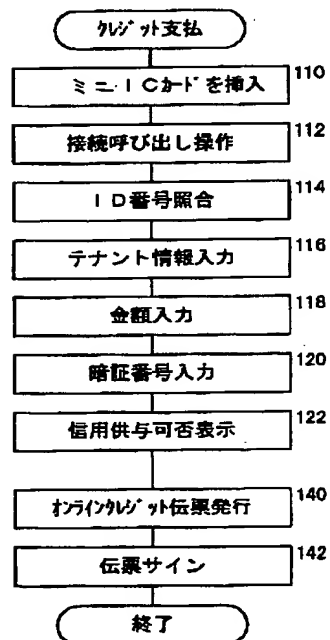 クレジット支払
ミニ・ICカードを挿入
110
接続呼び出し操作
112
ID番号照合
114
テナント情報入力
116
金額入力
118
暗証番号入力
120
信用供与可否表示
122
オンラインクレジット伝票発行
140
伝票サイン
142
終了